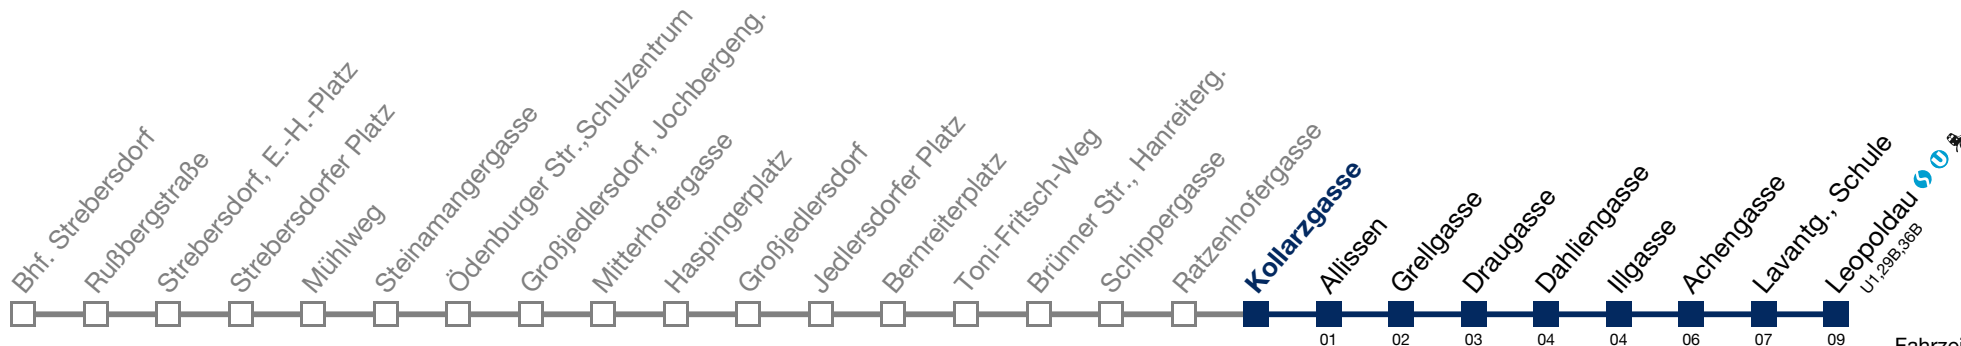 Bhf. Strebersdorf
Rußbergstraße
Strebersdorf, E.-H.-Platz
Strebersdorfer Platz
Mühlweg
Steinamangergasse
Ödenburger Str.,Schulzentrum
Großjedlersdorf, Jochbergeng.
Mitterhofergasse
Haspingerplatz
Großjedlersdorf
Jedlersdorfer Platz
Bernreiterplatz
Toni-Fritsch-Weg
Brünner Str., Hanreiterg.
Schippergasse
Ratzenhofergasse
Kollarzgasse
Allissen
Grellgasse
Draugasse
Dahliengasse
Illgasse
Achengasse
Lavantg., Schule
Leopoldau S U
U1,29B,36B
01 02 03 04 04 06 07 09